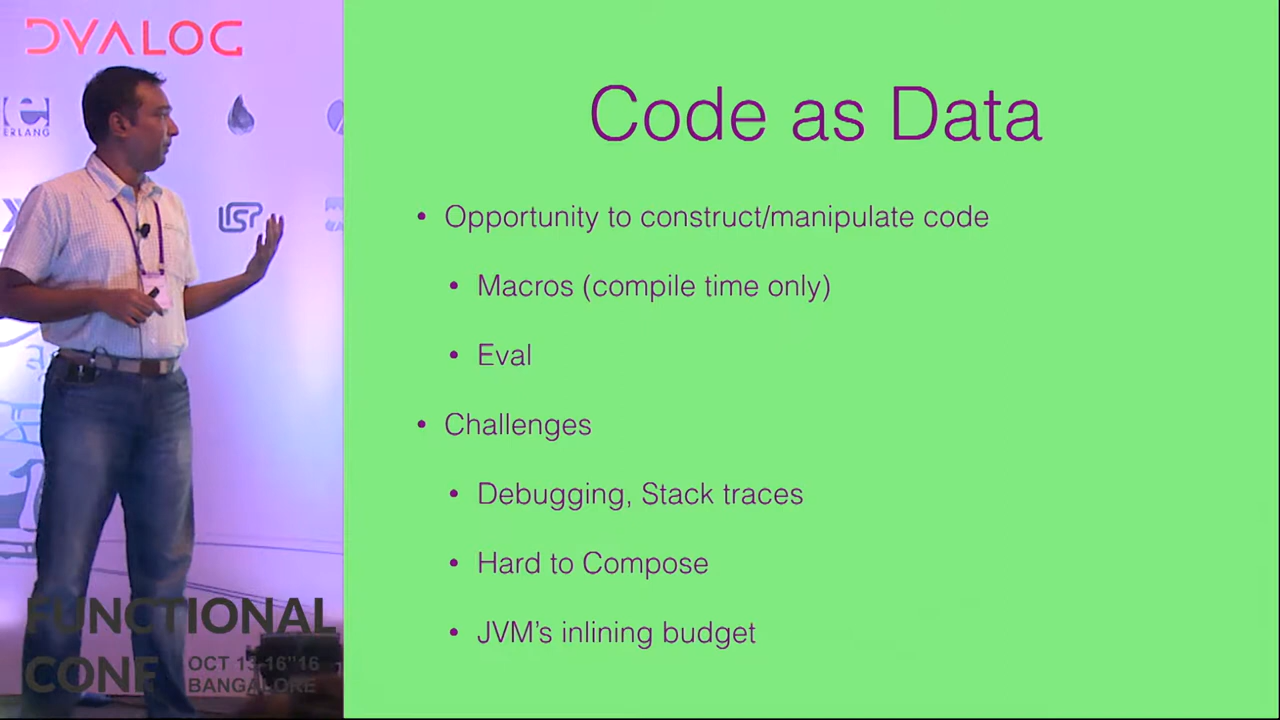 DYALOG
ERLANG
LISP
Code as Data
• Opportunity to construct/manipulate code
• Macros (compile time only)
• Eval
• Challenges
• Debugging, Stack traces
• Hard to Compose
• JVM's inlining budget
FUNCTIONAL
CONF
OCT 13-16"16
BANGALORE